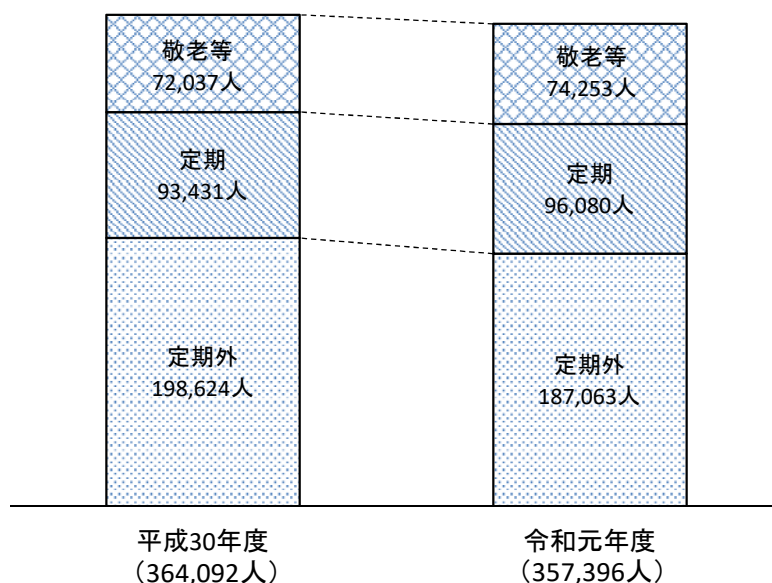 敬老等
72,037人
定期
93,431人
定期外
198,624人
平成30年度
（364,092人）
敬老等
74,253人
定期
96,080人
定期外
187,063人
令和元年度
（357,396人）